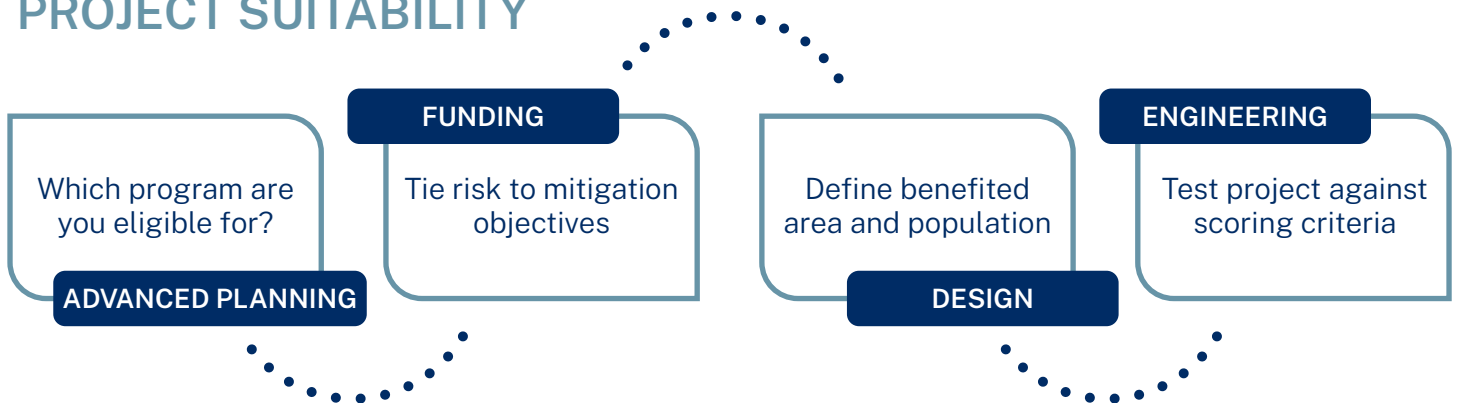 PROJECT SUITABILITY
Which program are
you eligible for?
ADVANCED PLANNING
FUNDING
Tie risk to mitigation
objectives
Define benefited
area and population
DESIGN
ENGINEERING
Test project against
scoring criteria